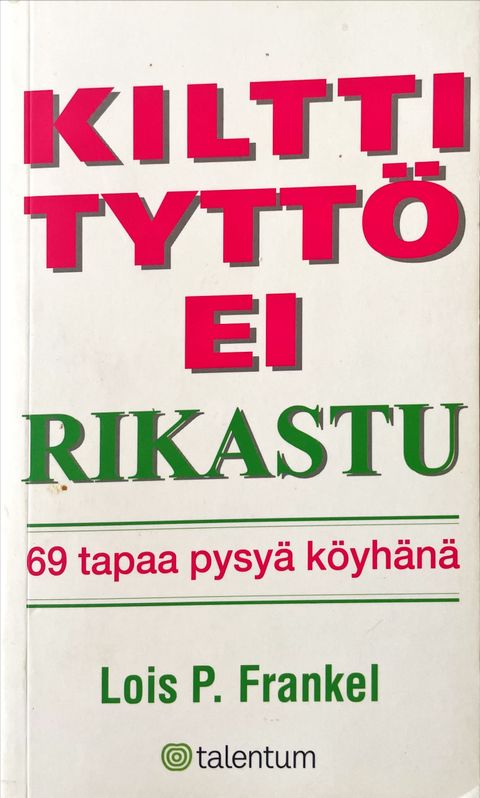 KILTTI
TYTTÖ
EI
RIKASTU
69 tapaa pysyä köyhänä
Lois P. Frankel
talentum